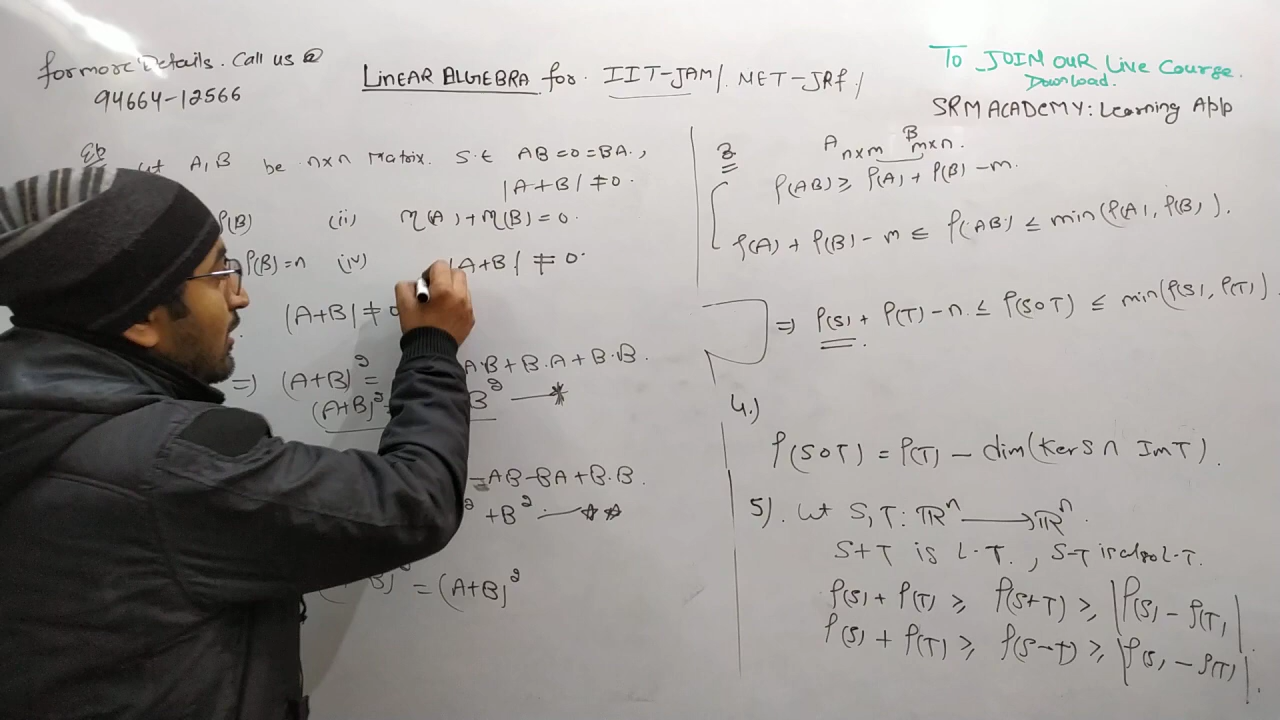 for more Details. Call us @
94664-12566
LINEAR ALGEBRA for IIT-JAM/. NET-JRF/
To JOIN OUR Live Course.
Download.
SRM ACADEMY: Learning App
A, B be n×n Matrix. S.t AB=0=BA.,
|A+B| ≠0.
ρ(B) (ii) η(A) + η(B) = 0.
ρ(B)=n (iv) |A+B| ≠ 0.
|A+B| ≠ 0
=) (A+B)² = A·B + B·A + B·B.
(A+B)² B² —*
-AB-BA+B·B.
² +B² —**
B)² = (A+B)²
3
A n×m B m×n.
ρ(AB) ≥ ρ(A) + ρ(B) - m.
ρ(A) + ρ(B) - m ≤ ρ(AB) ≤ min(ρ(A), ρ(B)).
=) ρ(S) + ρ(T) - n ≤ ρ(SoT) ≤ min(ρ(S), ρ(T)).
4.)
ρ(SoT) = ρ(T) - dim(Ker S ∩ Im T).
5). Let S,T: ℝⁿ ⟶ ℝⁿ.
S+T is L.T., S-T is also L.T.
ρ(S) + ρ(T) ≥ ρ(S+T) ≥ |ρ(S) - ρ(T)|
ρ(S) + ρ(T) ≥ ρ(S-T) ≥ |ρ(S) - ρ(T)|.